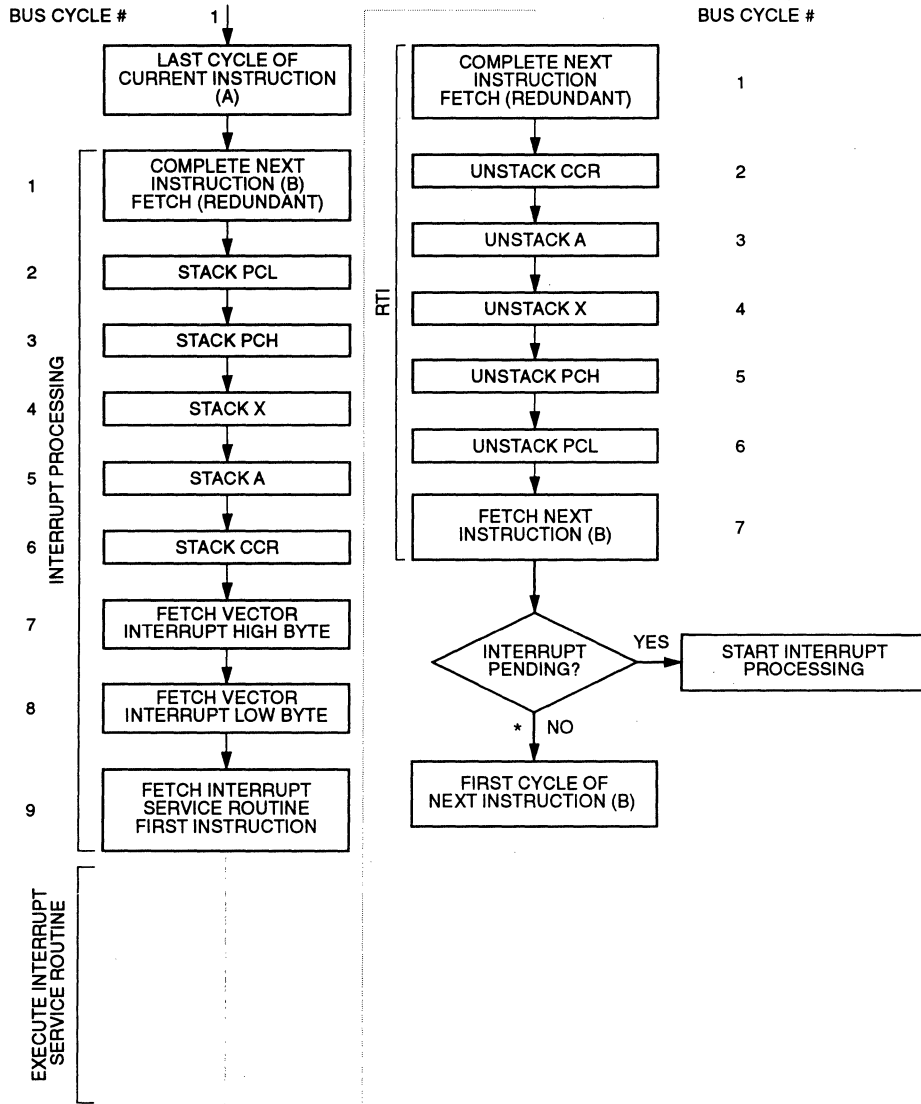 BUS CYCLE #
1
LAST CYCLE OF
CURRENT INSTRUCTION
(A)
1
COMPLETE NEXT
INSTRUCTION (B)
FETCH (REDUNDANT)
2
STACK PCL
3
STACK PCH
4
STACK X
5
STACK A
6
STACK CCR
7
FETCH VECTOR
INTERRUPT HIGH BYTE
8
FETCH VECTOR
INTERRUPT LOW BYTE
9
FETCH INTERRUPT
SERVICE ROUTINE
FIRST INSTRUCTION
INTERRUPT PROCESSING
EXECUTE INTERRUPT
SERVICE ROUTINE
BUS CYCLE #
COMPLETE NEXT
INSTRUCTION
FETCH (REDUNDANT)
1
UNSTACK CCR
2
UNSTACK A
3
UNSTACK X
4
UNSTACK PCH
5
UNSTACK PCL
6
FETCH NEXT
INSTRUCTION (B)
7
RTI
INTERRUPT
PENDING?
YES
START INTERRUPT
PROCESSING
* NO
FIRST CYCLE OF
NEXT INSTRUCTION (B)